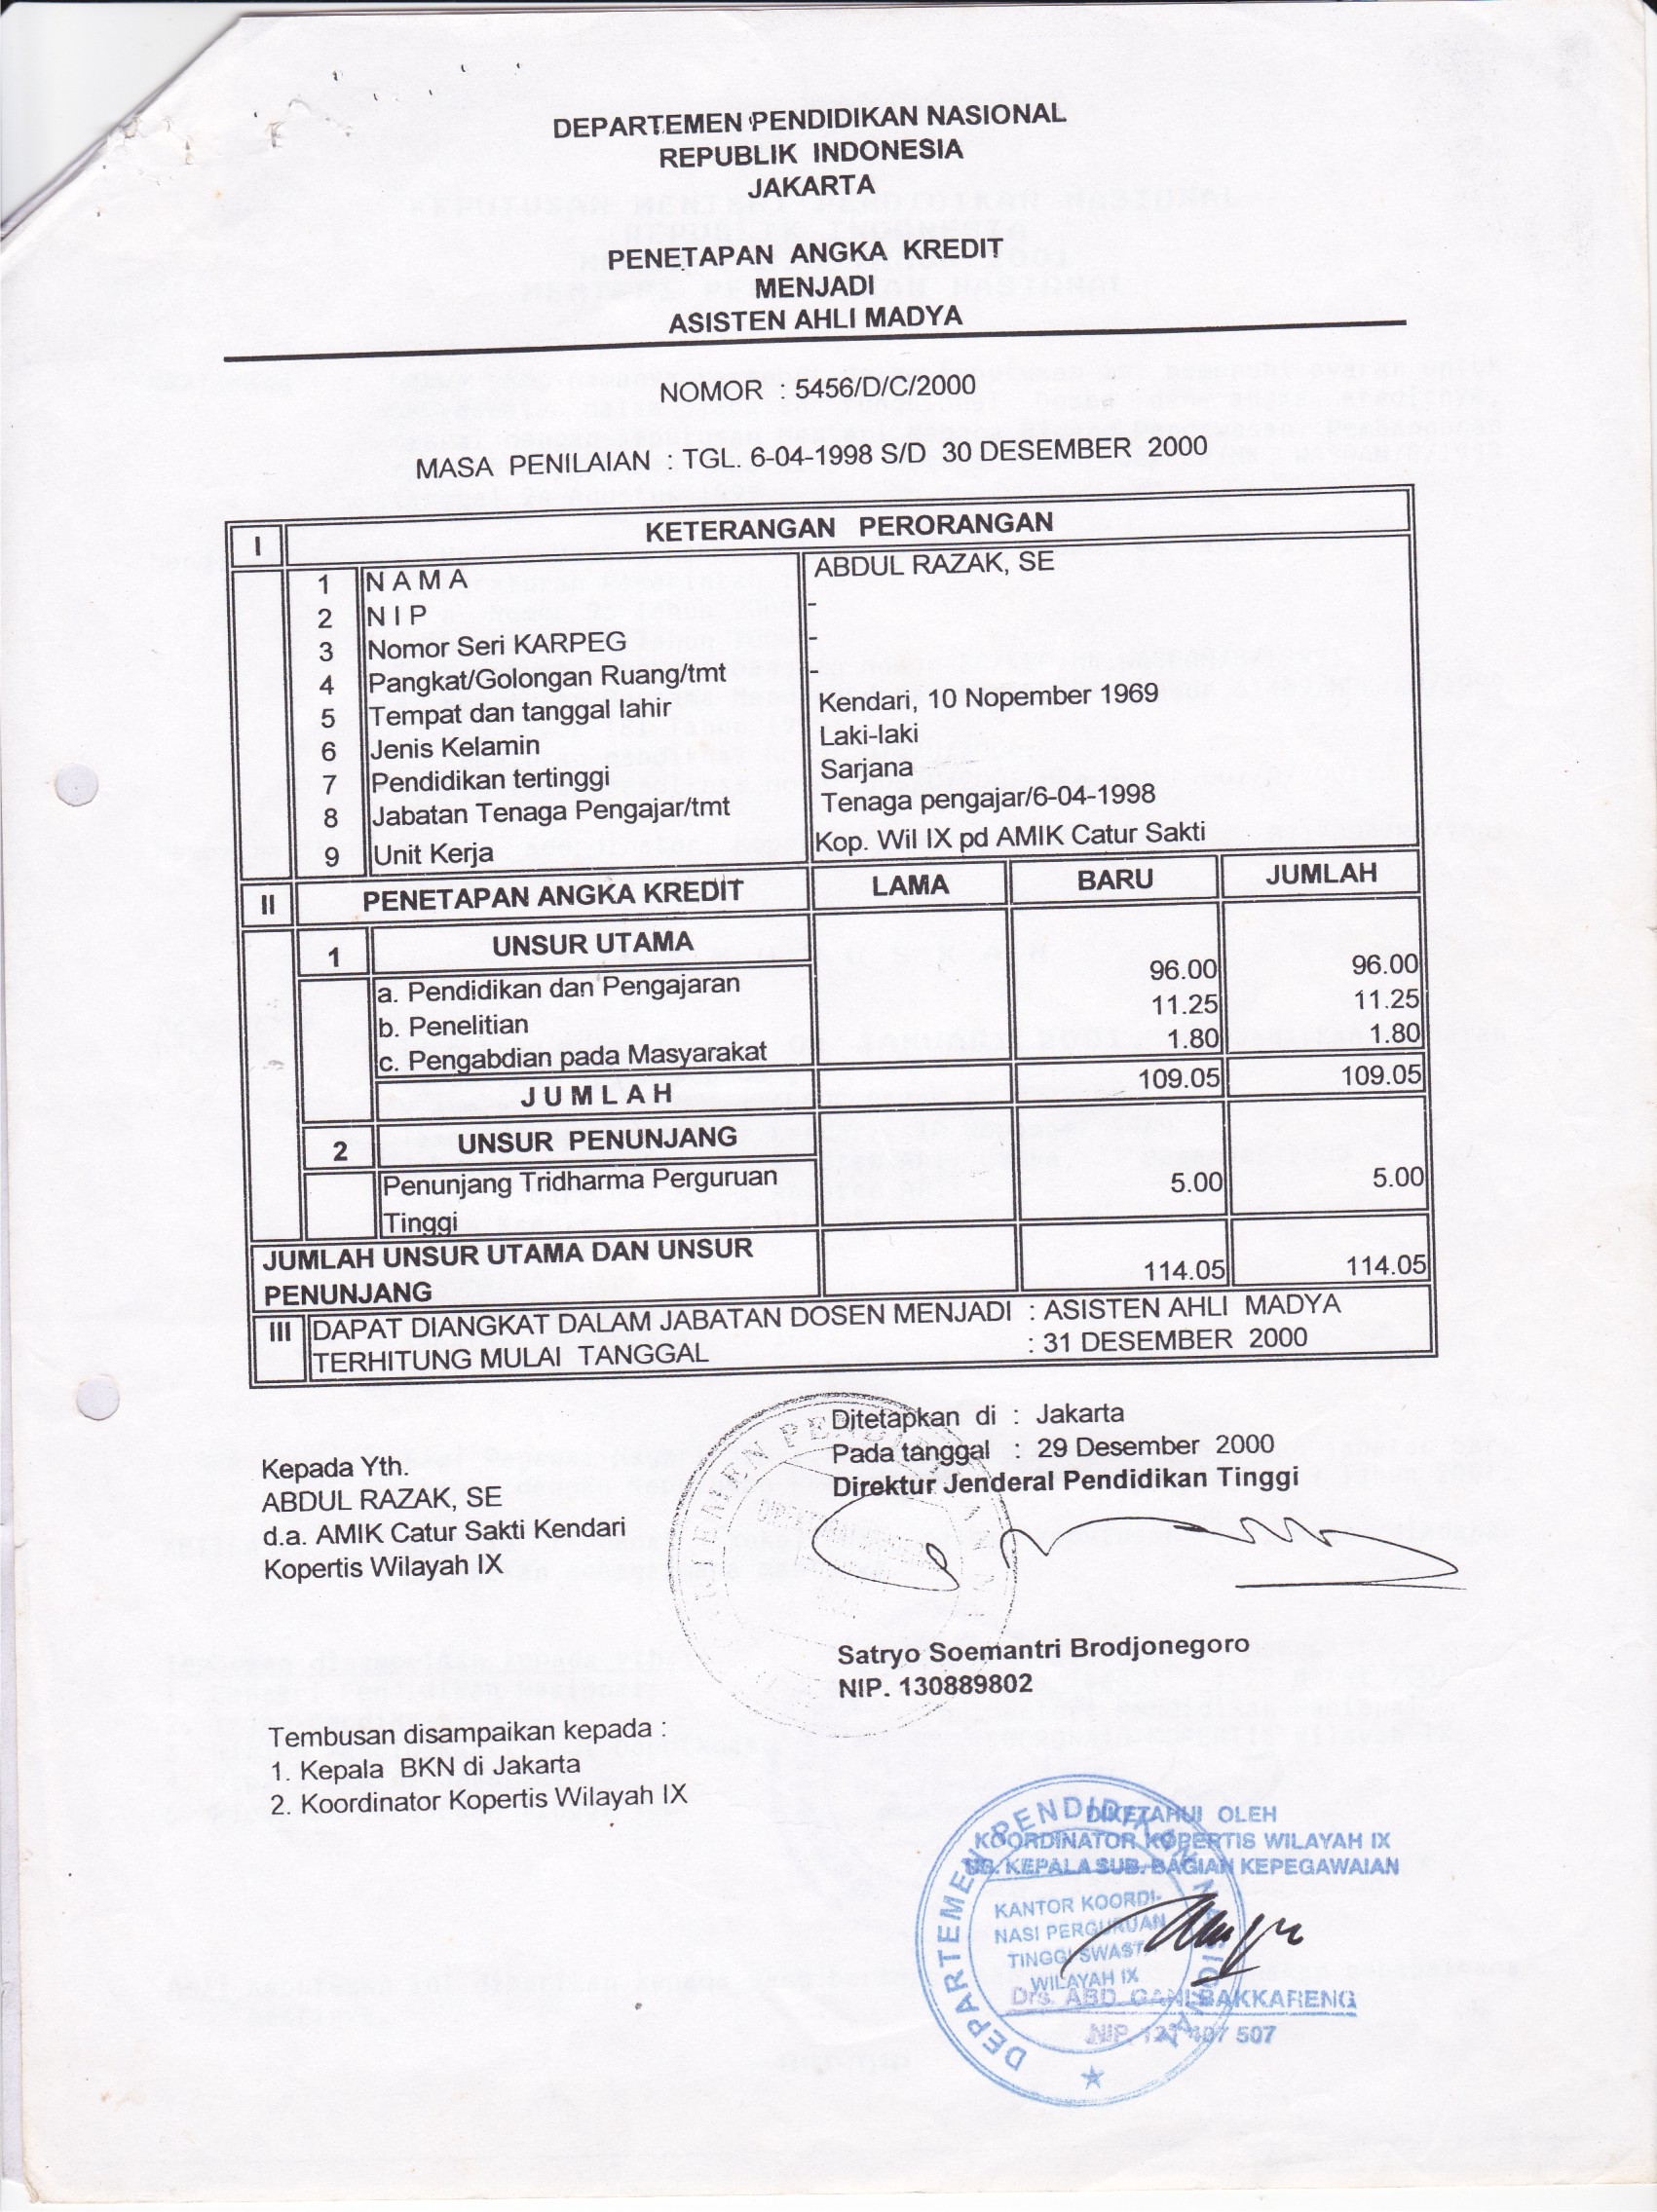 DEPARTEMEN PENDIDIKAN NASIONAL
REPUBLIK INDONESIA
JAKARTA
PENETAPAN ANGKA KREDIT
MENJADI
ASISTEN AHLI MADYA
NOMOR : 5456/D/C/2000
MASA PENILAIAN : TGL. 6-04-1998 S/D 30 DESEMBER 2000
I KETERANGAN PERORANGAN
1 N A M A ABDUL RAZAK, SE
2 N I P -
3 Nomor Seri KARPEG -
4 Pangkat/Golongan Ruang/tmt -
5 Tempat dan tanggal lahir Kendari, 10 Nopember 1969
6 Jenis Kelamin Laki-laki
7 Pendidikan tertinggi Sarjana
8 Jabatan Tenaga Pengajar/tmt Tenaga pengajar/6-04-1998
9 Unit Kerja Kop. Wil IX pd AMIK Catur Sakti
II PENETAPAN ANGKA KREDIT LAMA BARU JUMLAH
1 UNSUR UTAMA
a. Pendidikan dan Pengajaran 96.00 96.00
b. Penelitian 11.25 11.25
c. Pengabdian pada Masyarakat 1.80 1.80
J U M L A H 109.05 109.05
2 UNSUR PENUNJANG
Penunjang Tridharma Perguruan 5.00 5.00
Tinggi
JUMLAH UNSUR UTAMA DAN UNSUR
PENUNJANG 114.05 114.05
III DAPAT DIANGKAT DALAM JABATAN DOSEN MENJADI : ASISTEN AHLI MADYA
TERHITUNG MULAI TANGGAL : 31 DESEMBER 2000
Ditetapkan di : Jakarta
Pada tanggal : 29 Desember 2000
Direktur Jenderal Pendidikan Tinggi
Kepada Yth.
ABDUL RAZAK, SE
d.a. AMIK Catur Sakti Kendari
Kopertis Wilayah IX
Satryo Soemantri Brodjonegoro
NIP. 130889802
Tembusan disampaikan kepada :
1. Kepala BKN di Jakarta
2. Koordinator Kopertis Wilayah IX
DIKETAHUI OLEH
KOORDINATOR KOPERTIS WILAYAH IX
UB. KEPALA SUB. BAGIAN KEPEGAWAIAN
DEPARTEMEN PENDIDIKAN NASIONAL
KANTOR KOORDI-
NASI PERGURUAN
TINGGI SWASTA
WILAYAH IX
Drs. ABD. GANI BAKKARENG
NIP. 507